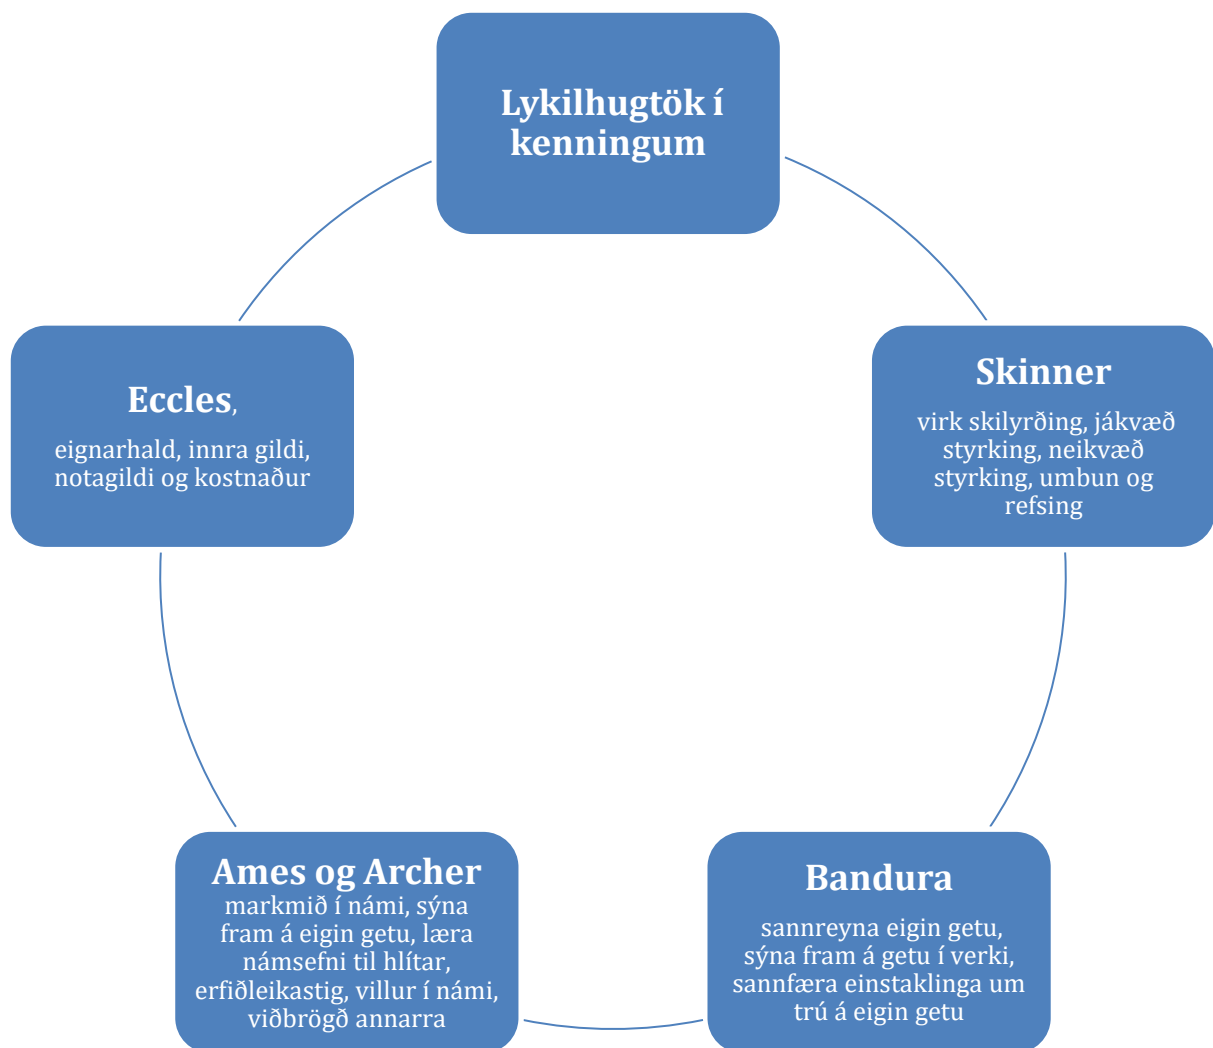 Lykilhugtök í
kenningum
Skinner
virk skilyrðing, jákvæð
styrking, neikvæð
styrking, umbun og
refsing
Bandura
sannreyna eigin getu,
sýna fram á getu í verki,
sannfæra einstaklinga um
trú á eigin getu
Ames og Archer
markmið í námi, sýna
fram á eigin getu, læra
námsefni til hlítar,
erfiðleikastig, villur í námi,
viðbrögð annarra
Eccles,
eignarhald, innra gildi,
notagildi og kostnaður